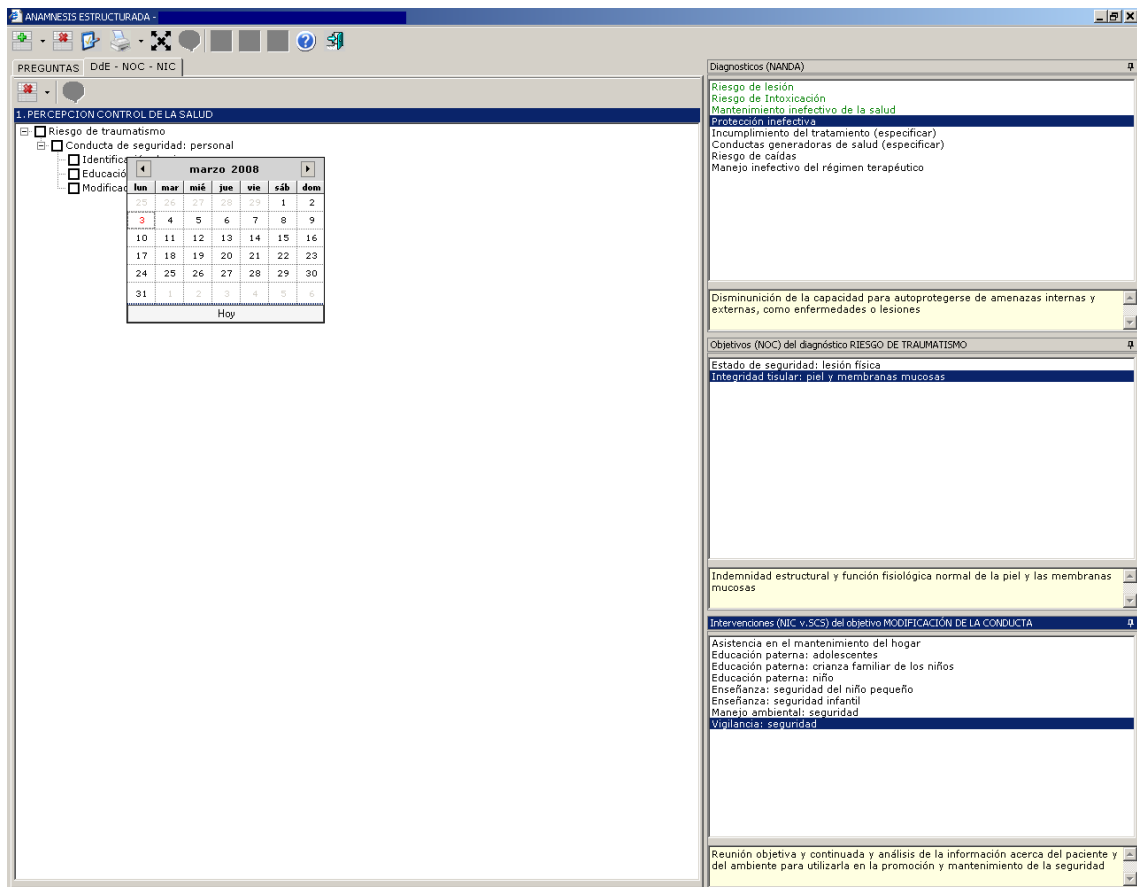 ANAMNESIS ESTRUCTURADA -
PREGUNTAS DdE - NOC - NIC
1. PERCEPCION CONTROL DE LA SALUD
Riesgo de traumatismo
Conducta de seguridad: personal
Identifica
Educació
Modificac
marzo 2008
lun mar mié jue vie sáb dom
25 26 27 28 29 1 2
3 4 5 6 7 8 9
10 11 12 13 14 15 16
17 18 19 20 21 22 23
24 25 26 27 28 29 30
31 1 2 3 4 5 6
Hoy
Diagnosticos (NANDA)
Riesgo de lesión
Riesgo de Intoxicación
Mantenimiento inefectivo de la salud
Protección inefectiva
Incumplimiento del tratamiento (especificar)
Conductas generadoras de salud (especificar)
Riesgo de caídas
Manejo inefectivo del régimen terapéutico
Disminunición de la capacidad para autoprotegerse de amenazas internas y
externas, como enfermedades o lesiones
Objetivos (NOC) del diagnóstico RIESGO DE TRAUMATISMO
Estado de seguridad: lesión física
Integridad tisular: piel y membranas mucosas
Indemnidad estructural y función fisiológica normal de la piel y las membranas
mucosas
Intervenciones (NIC v.SCS) del objetivo MODIFICACIÓN DE LA CONDUCTA
Asistencia en el mantenimiento del hogar
Educación paterna: adolescentes
Educación paterna: crianza familiar de los niños
Educación paterna: niño
Enseñanza: seguridad del niño pequeño
Enseñanza: seguridad infantil
Manejo ambiental: seguridad
Vigilancia: seguridad
Reunión objetiva y continuada y análisis de la información acerca del paciente y
del ambiente para utilizarla en la promoción y mantenimiento de la seguridad